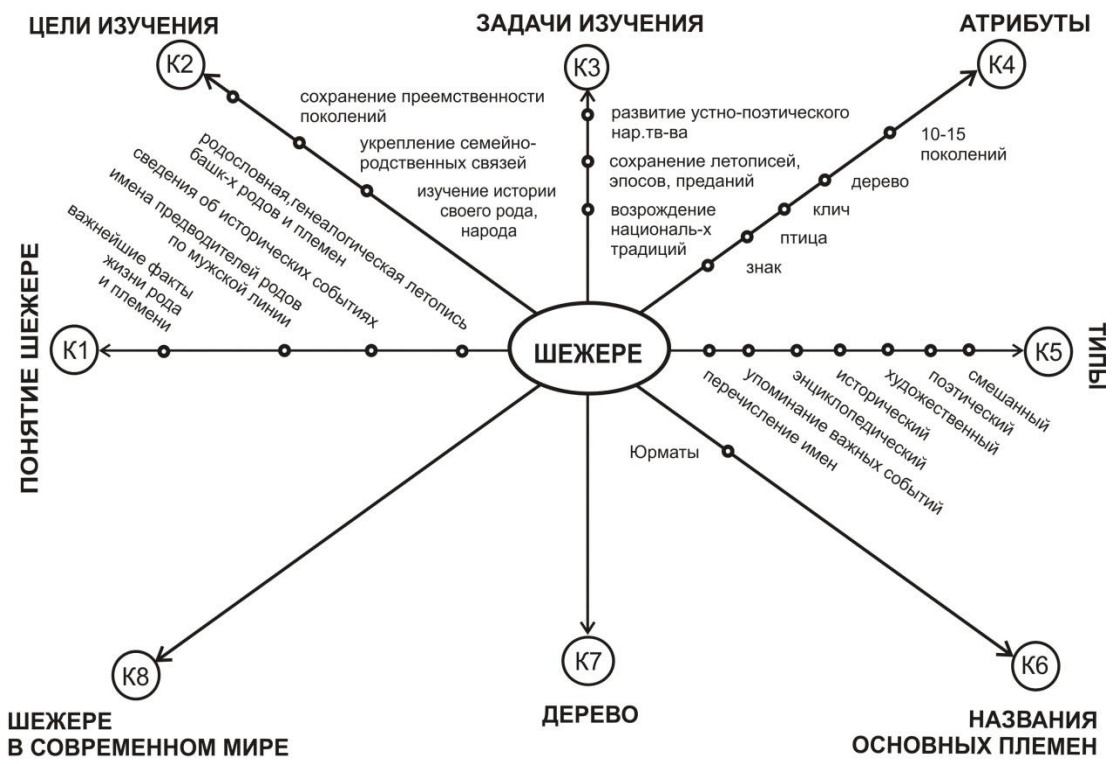 ЦЕЛИ ИЗУЧЕНИЯ
К2
ЗАДАЧИ ИЗУЧЕНИЯ
К3
АТРИБУТЫ
К4
сохранение преемственности
поколений
укрепление семейно-
родственных связей
изучение истории
своего рода,
народа
развитие устно-поэтического
нар.тв-ва
сохранение летописей,
эпосов, преданий
возрождение
националь-х
традиций
10-15
поколений
дерево
клич
птица
знак
ПОНЯТИЕ ШЕЖЕРЕ
К1
важнейшие факты
жизни рода
и племени
имена предводителей родов
по мужской линии
сведения об исторических событиях
родословная,генеалогическая летопись
башк-х родов и племен
ШЕЖЕРЕ
К5
ТИПЫ
перечисление имен
упоминание важных событий
энциклопедический
исторический
художественный
поэтический
смешанный
Юрматы
К8
ШЕЖЕРЕ
В СОВРЕМЕННОМ МИРЕ
К7
ДЕРЕВО
К6
НАЗВАНИЯ
ОСНОВНЫХ ПЛЕМЕН